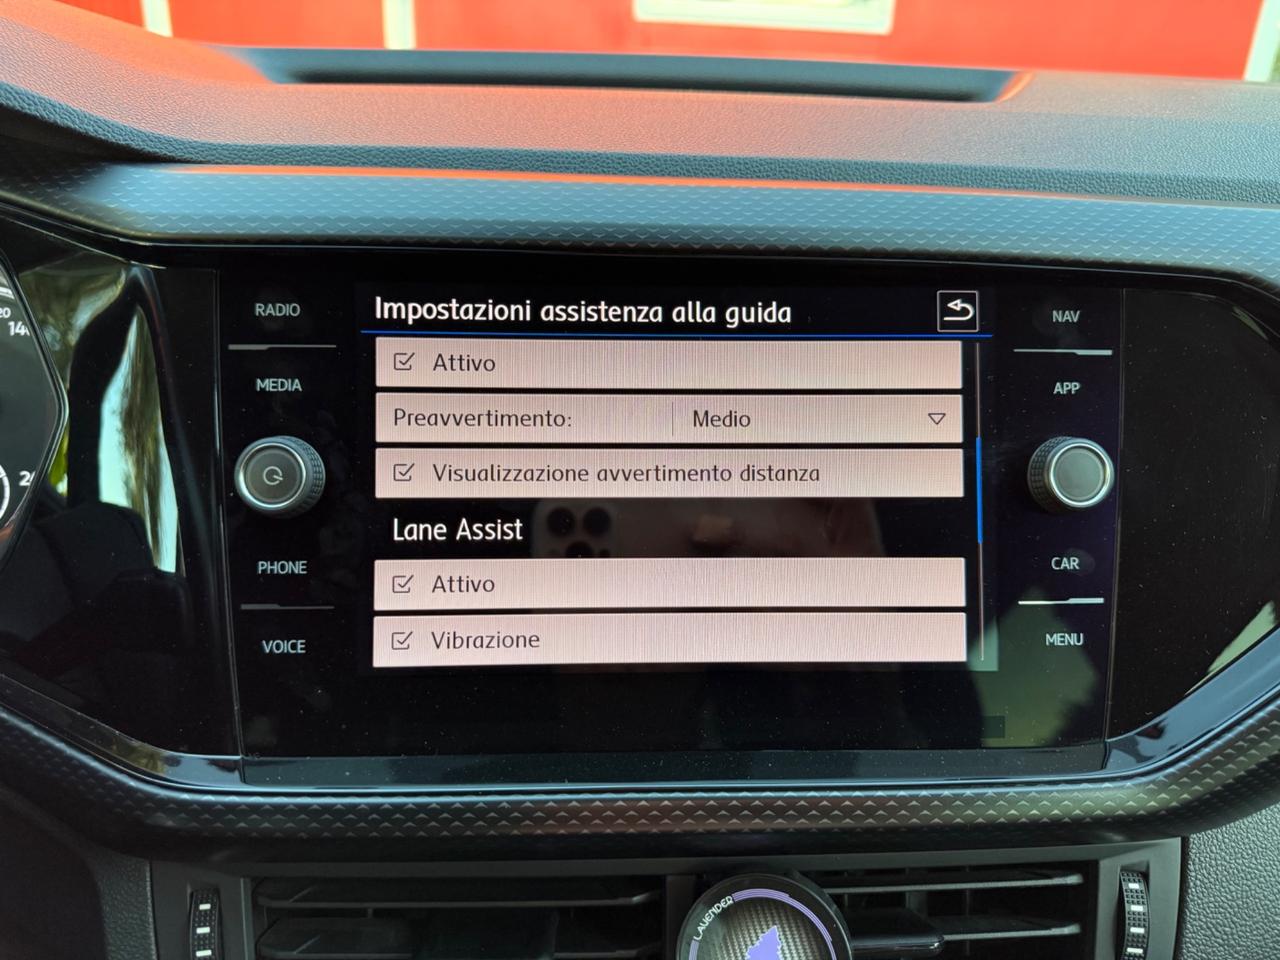 RADIO
MEDIA
PHONE
VOICE
Impostazioni assistenza alla guida
Attivo
Preavvertimento: Medio
Visualizzazione avvertimento distanza
Lane Assist
Attivo
Vibrazione
NAV
APP
CAR
MENU
LAVENDER